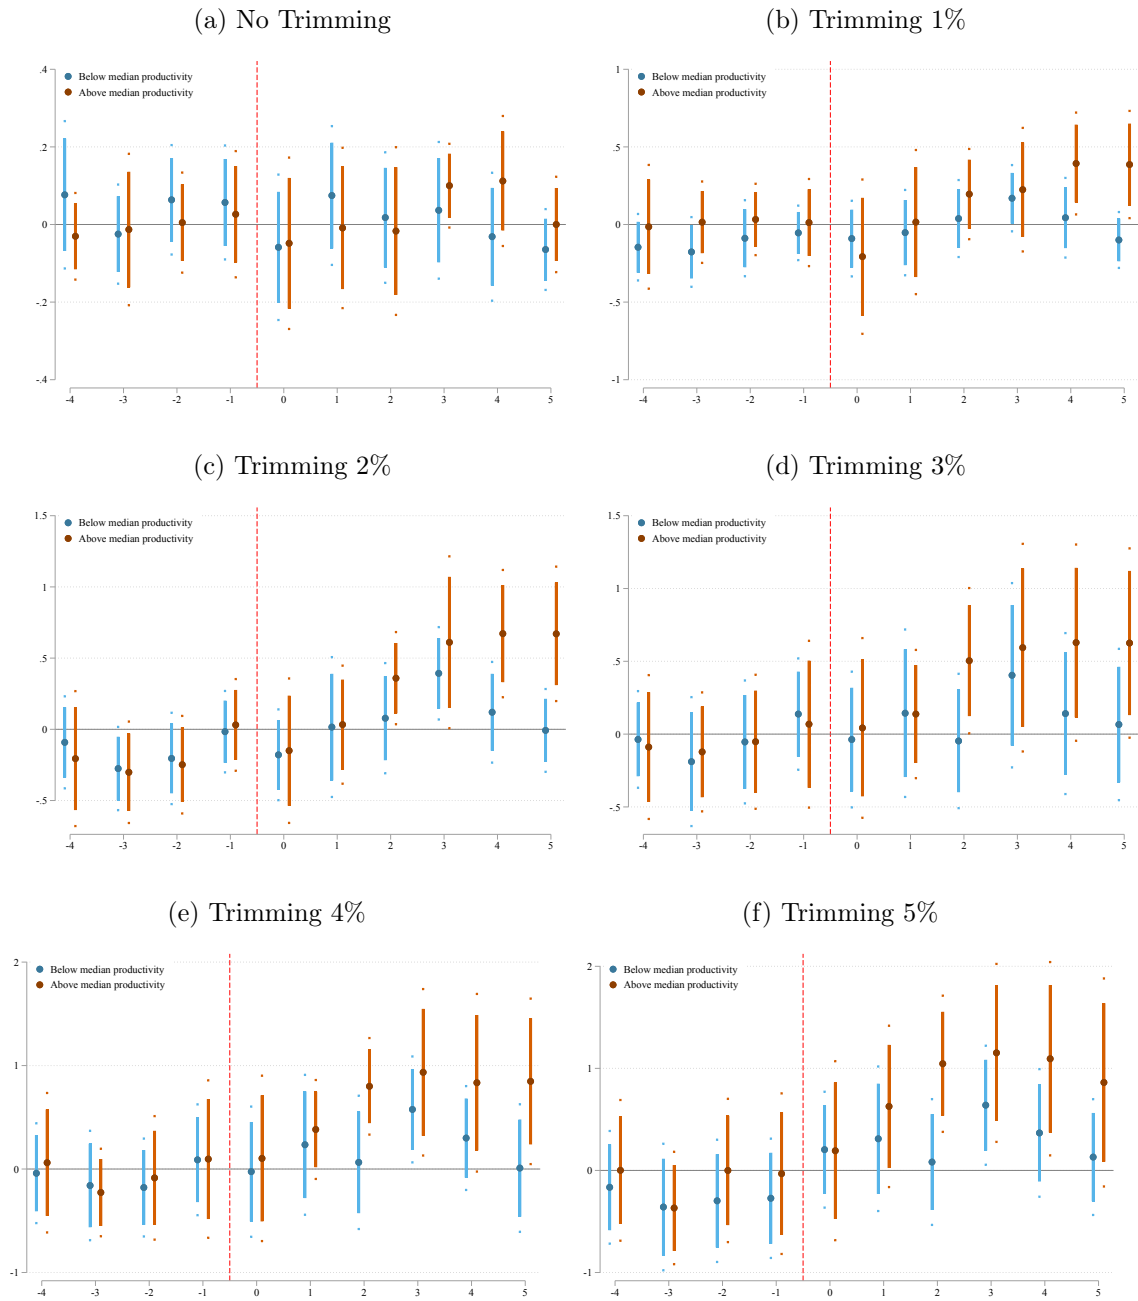 (a) No Trimming
.4
.2
0
-.2
-.4
Below median productivity
Above median productivity
-4 -3 -2 -1 0 1 2 3 4 5
(b) Trimming 1%
1
.5
0
-.5
-1
Below median productivity
Above median productivity
-4 -3 -2 -1 0 1 2 3 4 5
(c) Trimming 2%
1.5
1
.5
0
-.5
Below median productivity
Above median productivity
-4 -3 -2 -1 0 1 2 3 4 5
(d) Trimming 3%
1.5
1
.5
0
-.5
Below median productivity
Above median productivity
-4 -3 -2 -1 0 1 2 3 4 5
(e) Trimming 4%
2
1
0
-1
Below median productivity
Above median productivity
-4 -3 -2 -1 0 1 2 3 4 5
(f) Trimming 5%
2
1
0
-1
Below median productivity
Above median productivity
-4 -3 -2 -1 0 1 2 3 4 5